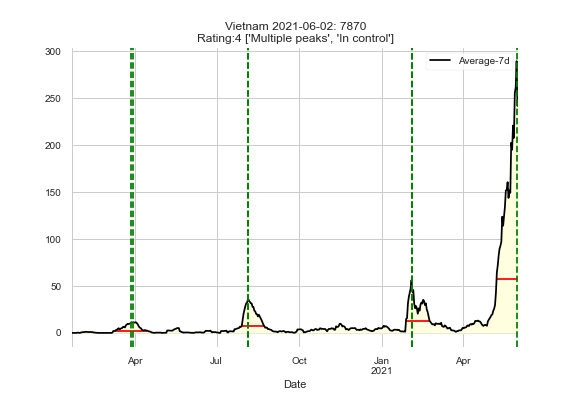 Vietnam 2021-06-02: 7870
Rating:4 ['Multiple peaks', 'In control']
Average-7d
300
250
200
150
100
50
0
Apr Jul Oct Jan Apr
2021
Date